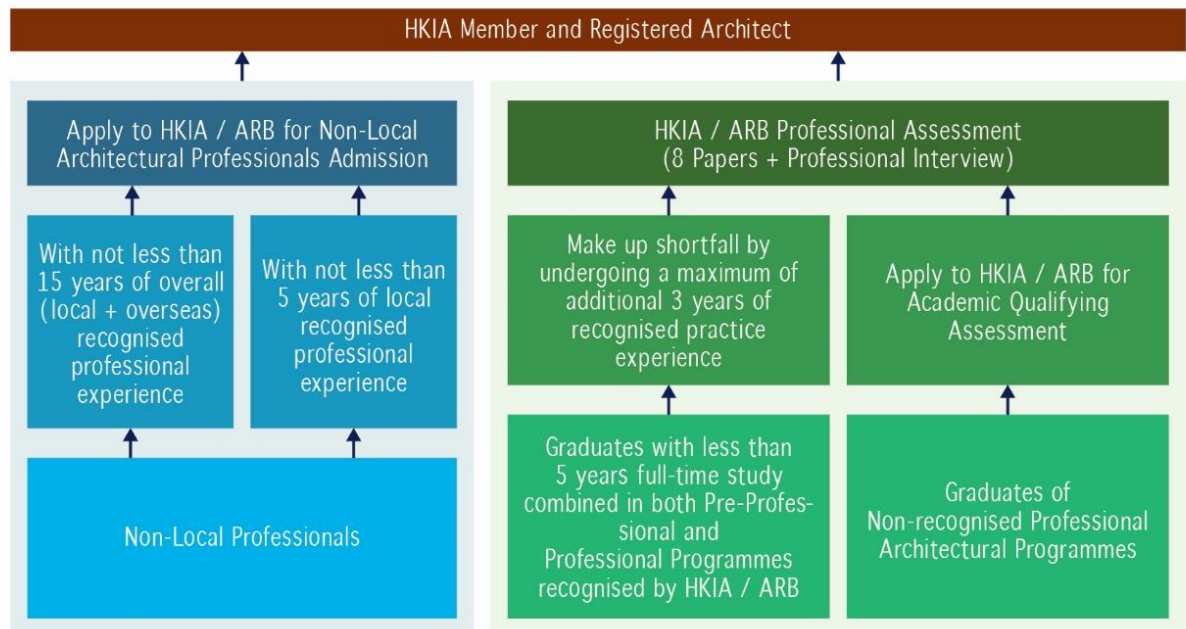 HKIA Member and Registered Architect
Apply to HKIA / ARB for Non-Local
Architectural Professionals Admission
With not less than
15 years of overall
(local + overseas)
recognised
professional
experience
With not less than
5 years of local
recognised
professional
experience
Non-Local Professionals
HKIA / ARB Professional Assessment
(8 Papers + Professional Interview)
Make up shortfall by
undergoing a maximum of
additional 3 years of
recognised practice
experience
Apply to HKIA / ARB for
Academic Qualifying
Assessment
Graduates with less than
5 years full-time study
combined in both Pre-Profes-
sional and
Professional Programmes
recognised by HKIA / ARB
Graduates of
Non-recognised Professional
Architectural Programmes